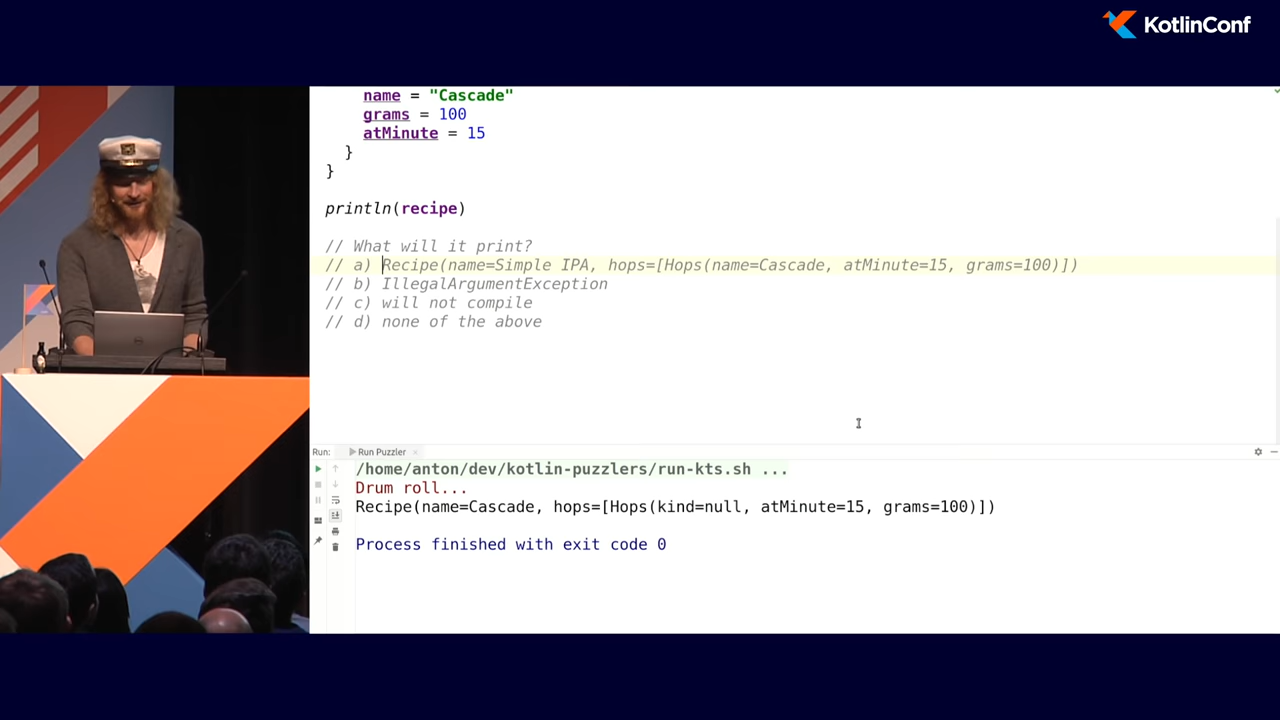 KotlinConf
name = "Cascade"
grams = 100
atMinute = 15
}
}
println(recipe)
// What will it print?
// a) Recipe(name=Simple IPA, hops=[Hops(name=Cascade, atMinute=15, grams=100)])
// b) IllegalArgumentException
// c) will not compile
// d) none of the above
Run: Run Puzzler
/home/anton/dev/kotlin-puzzlers/run-kts.sh ...
Drum roll...
Recipe(name=Cascade, hops=[Hops(kind=null, atMinute=15, grams=100)])
Process finished with exit code 0